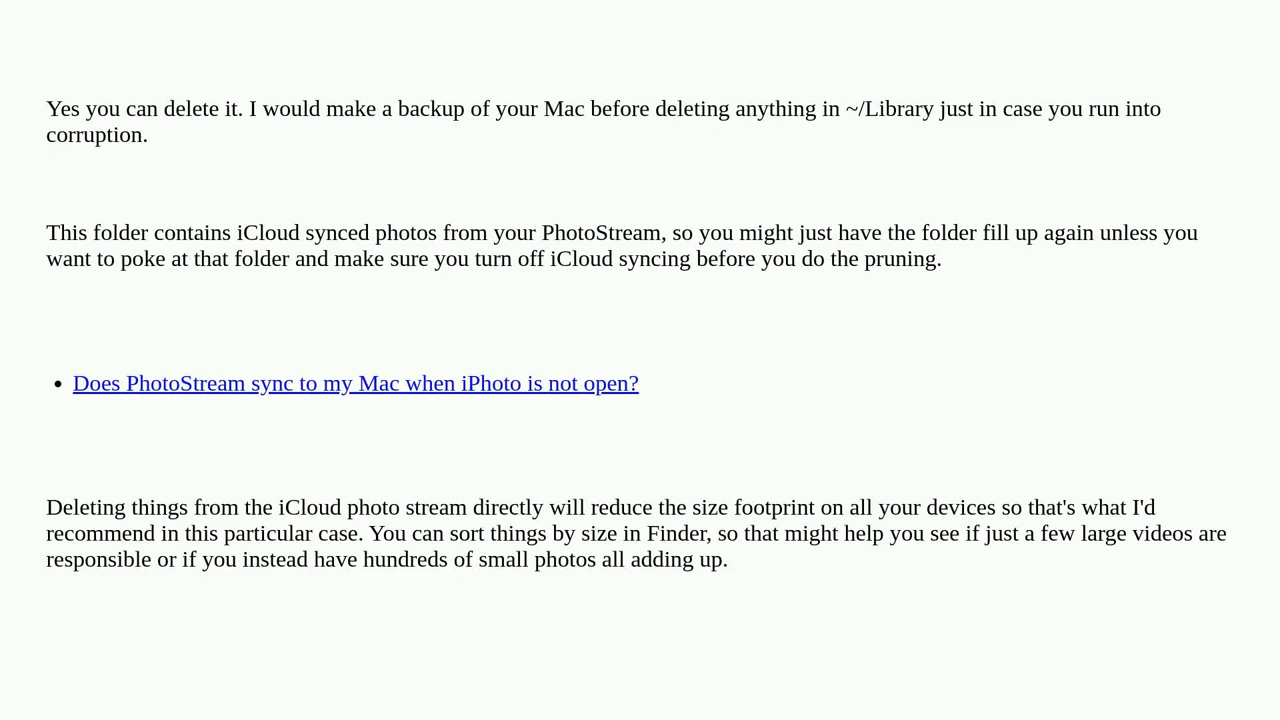 Yes you can delete it. I would make a backup of your Mac before deleting anything in ~/Library just in case you run into
corruption.
This folder contains iCloud synced photos from your PhotoStream, so you might just have the folder fill up again unless you
want to poke at that folder and make sure you turn off iCloud syncing before you do the pruning.
• Does PhotoStream sync to my Mac when iPhoto is not open?
Deleting things from the iCloud photo stream directly will reduce the size footprint on all your devices so that's what I'd
recommend in this particular case. You can sort things by size in Finder, so that might help you see if just a few large videos are
responsible or if you instead have hundreds of small photos all adding up.